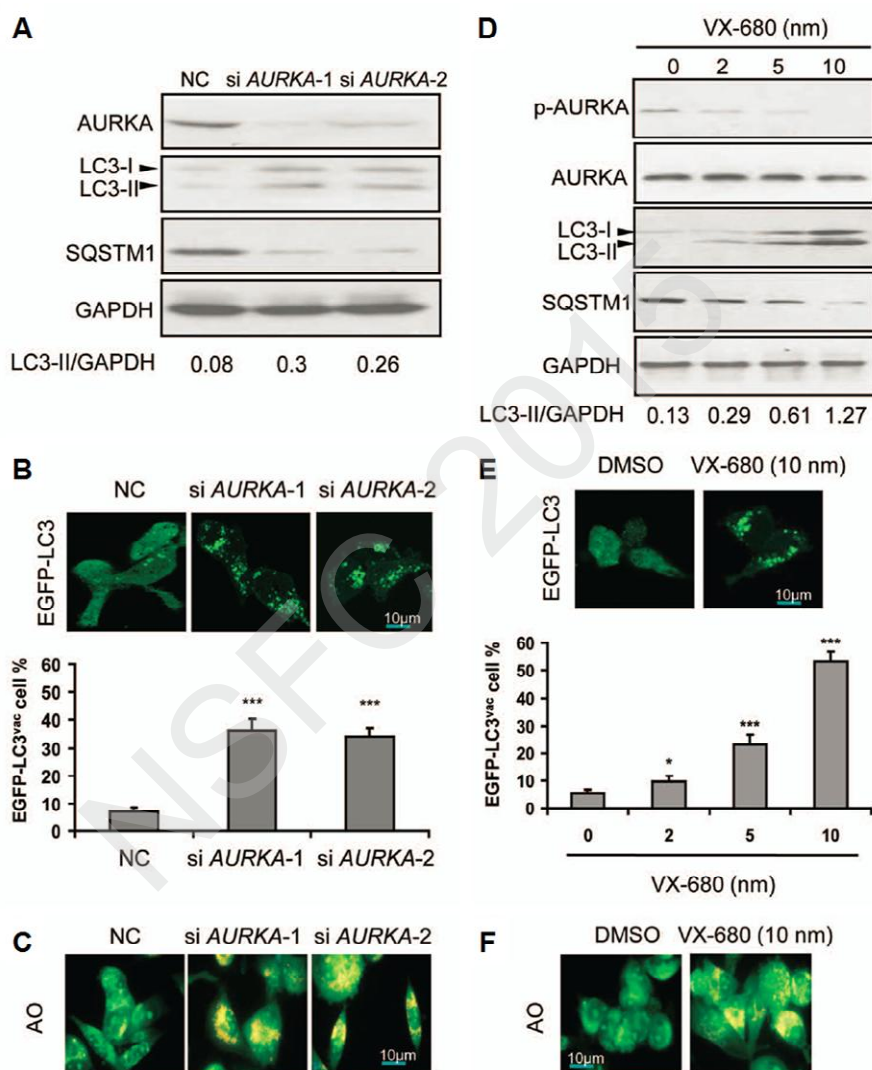 A
NC si AURKA-1 si AURKA-2
AURKA
LC3-I
LC3-II
SQSTM1
GAPDH
LC3-II/GAPDH 0.08 0.3 0.26
B
NC si AURKA-1 si AURKA-2
EGFP-LC3
10μm
EGFP-LC3vac cell %
60
50
40
30
20
10
0
*** ***
NC si AURKA-1 si AURKA-2
C
NC si AURKA-1 si AURKA-2
AO
10μm
D
VX-680 (nm)
0 2 5 10
p-AURKA
AURKA
LC3-I
LC3-II
SQSTM1
GAPDH
LC3-II/GAPDH 0.13 0.29 0.61 1.27
E
DMSO VX-680 (10 nm)
EGFP-LC3
10μm
EGFP-LC3vac cell %
60
50
40
30
20
10
0
* *** ***
0 2 5 10
VX-680 (nm)
F
DMSO VX-680 (10 nm)
AO
10μm
NSFC 2015